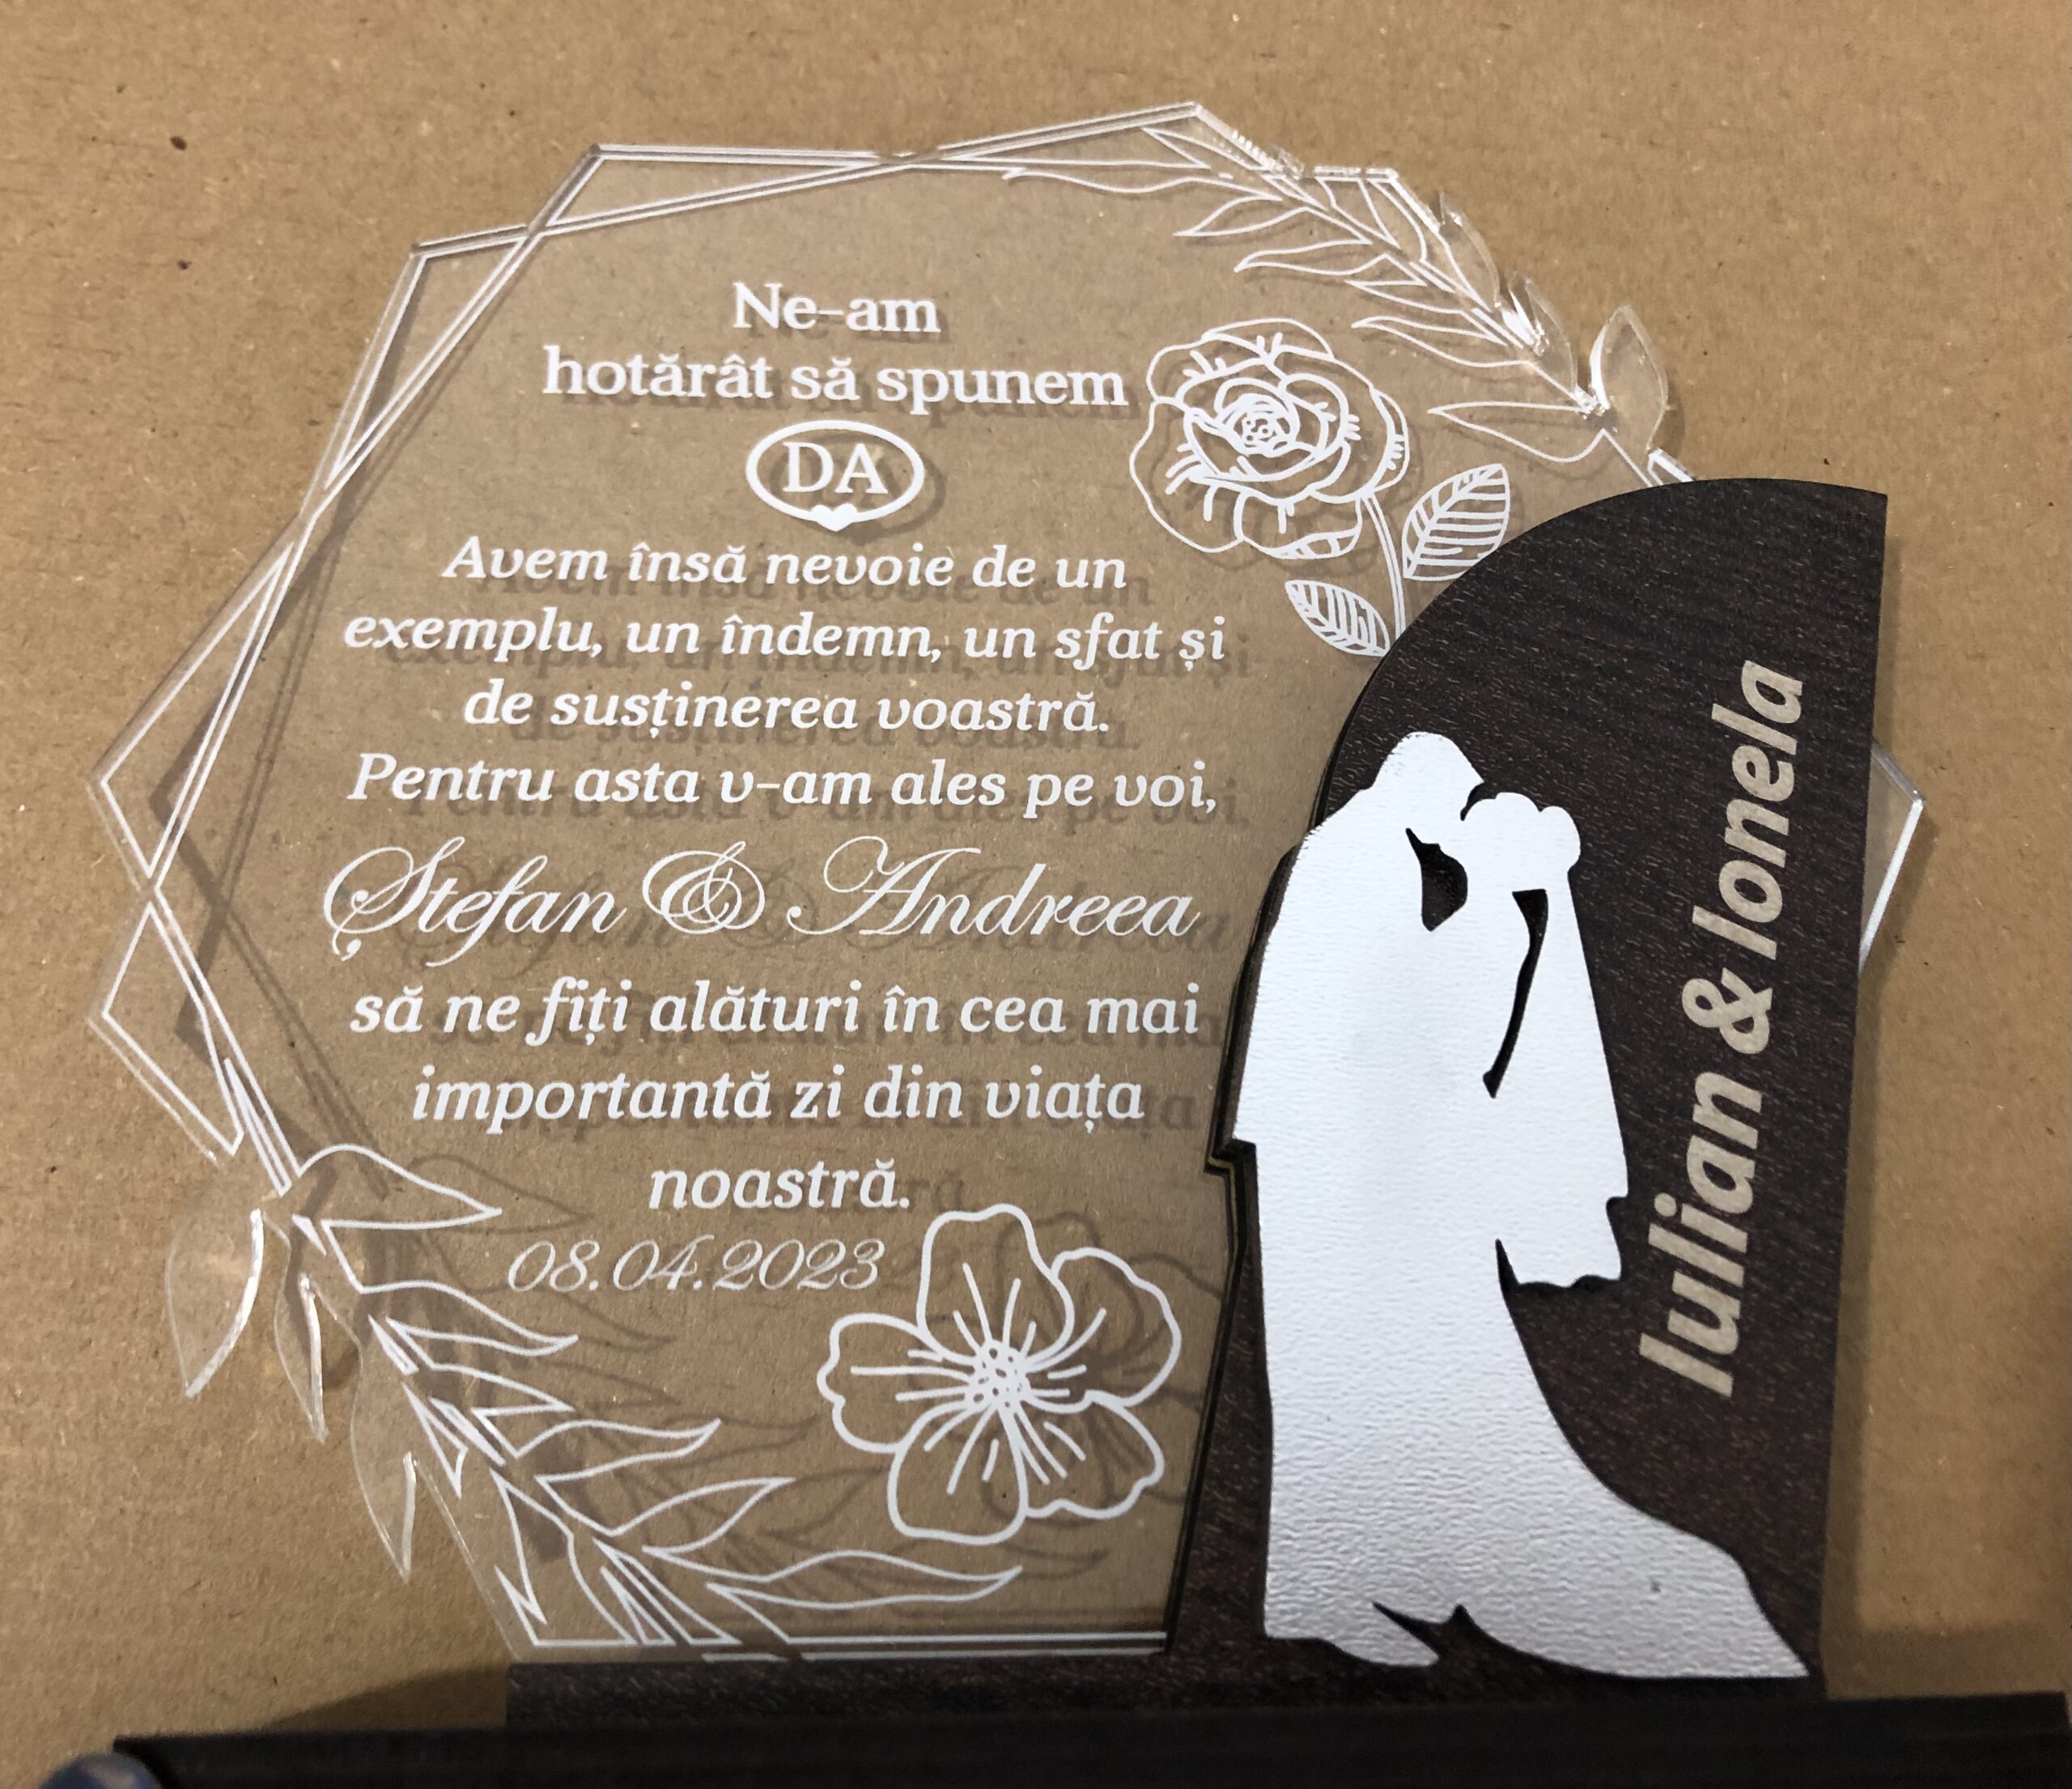 Ne-am
hotărât să spunem
DA
Avem însă nevoie de un
exemplu, un îndemn, un sfat și
de susținerea voastră.
Pentru asta v-am ales pe voi,
Ștefan & Andreea
să ne fiți alături în cea mai
importantă zi din viața
noastră.
08.04.2023
Iulian & Ionela